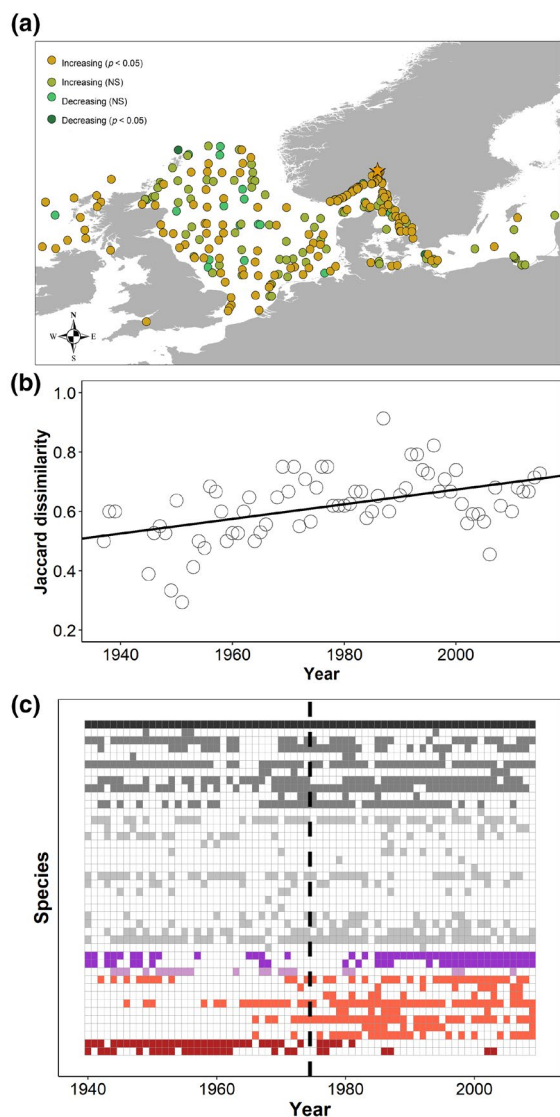 (a)
Increasing (p < 0.05)
Increasing (NS)
Decreasing (NS)
Decreasing (p < 0.05)
N
W E
S
(b)
1.0
0.8
0.6
0.4
0.2
Jaccard dissimilarity
1940 1960 1980 2000
Year
(c)
Species
1940 1960 1980 2000
Year